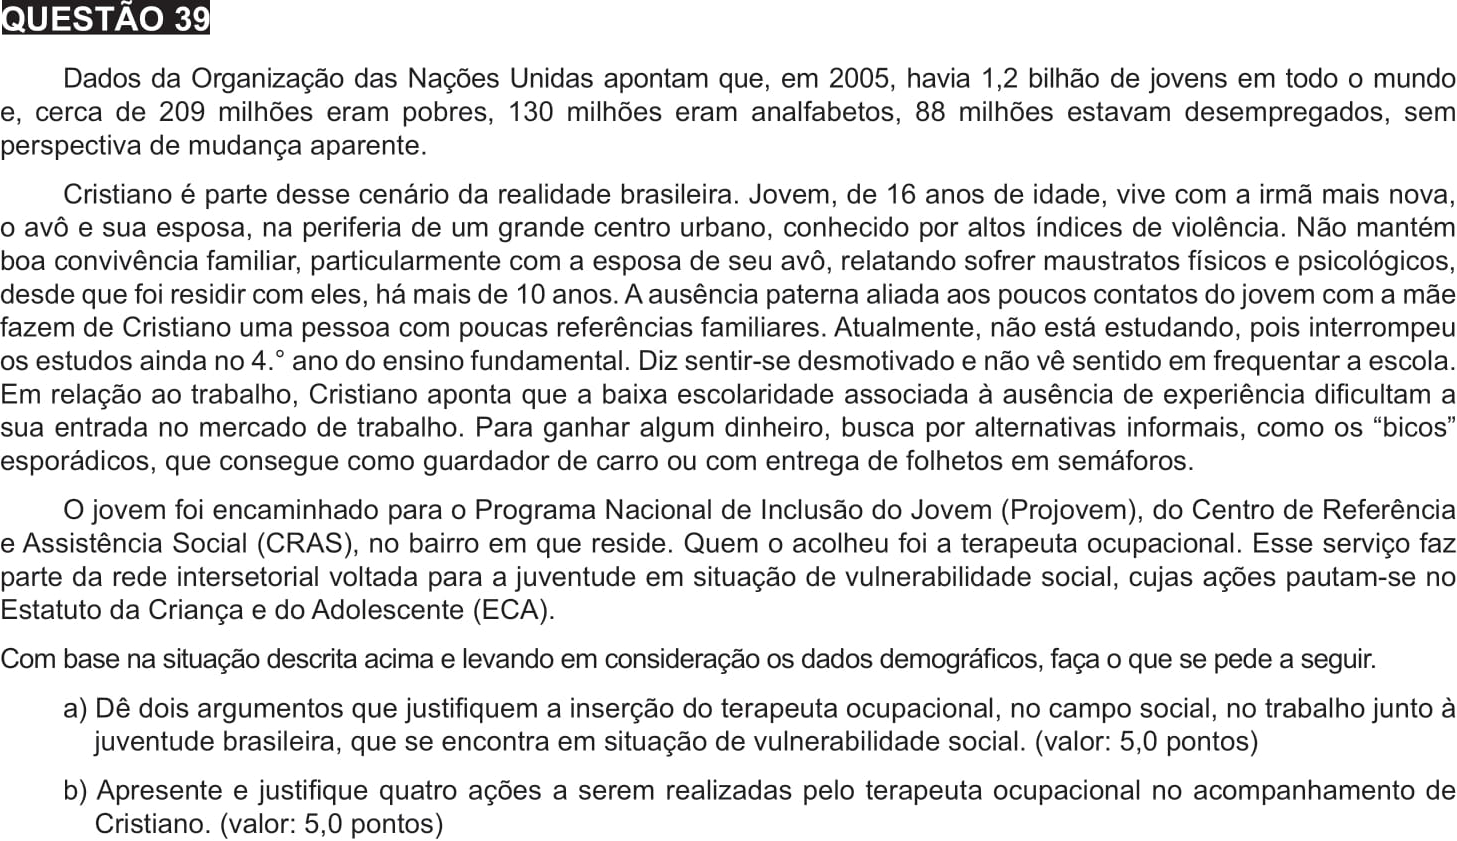 QUESTÃO 39
Dados da Organização das Nações Unidas apontam que, em 2005, havia 1,2 bilhão de jovens em todo o mundo
e, cerca de 209 milhões eram pobres, 130 milhões eram analfabetos, 88 milhões estavam desempregados, sem
perspectiva de mudança aparente.
Cristiano é parte desse cenário da realidade brasileira. Jovem, de 16 anos de idade, vive com a irmã mais nova,
o avô e sua esposa, na periferia de um grande centro urbano, conhecido por altos índices de violência. Não mantém
boa convivência familiar, particularmente com a esposa de seu avô, relatando sofrer maustratos físicos e psicológicos,
desde que foi residir com eles, há mais de 10 anos. A ausência paterna aliada aos poucos contatos do jovem com a mãe
fazem de Cristiano uma pessoa com poucas referências familiares. Atualmente, não está estudando, pois interrompeu
os estudos ainda no 4.° ano do ensino fundamental. Diz sentir-se desmotivado e não vê sentido em frequentar a escola.
Em relação ao trabalho, Cristiano aponta que a baixa escolaridade associada à ausência de experiência dificultam a
sua entrada no mercado de trabalho. Para ganhar algum dinheiro, busca por alternativas informais, como os “bicos”
esporádicos, que consegue como guardador de carro ou com entrega de folhetos em semáforos.
O jovem foi encaminhado para o Programa Nacional de Inclusão do Jovem (Projovem), do Centro de Referência
e Assistência Social (CRAS), no bairro em que reside. Quem o acolheu foi a terapeuta ocupacional. Esse serviço faz
parte da rede intersetorial voltada para a juventude em situação de vulnerabilidade social, cujas ações pautam-se no
Estatuto da Criança e do Adolescente (ECA).
Com base na situação descrita acima e levando em consideração os dados demográficos, faça o que se pede a seguir.
a) Dê dois argumentos que justifiquem a inserção do terapeuta ocupacional, no campo social, no trabalho junto à
juventude brasileira, que se encontra em situação de vulnerabilidade social. (valor: 5,0 pontos)
b) Apresente e justifique quatro ações a serem realizadas pelo terapeuta ocupacional no acompanhamento de
Cristiano. (valor: 5,0 pontos)